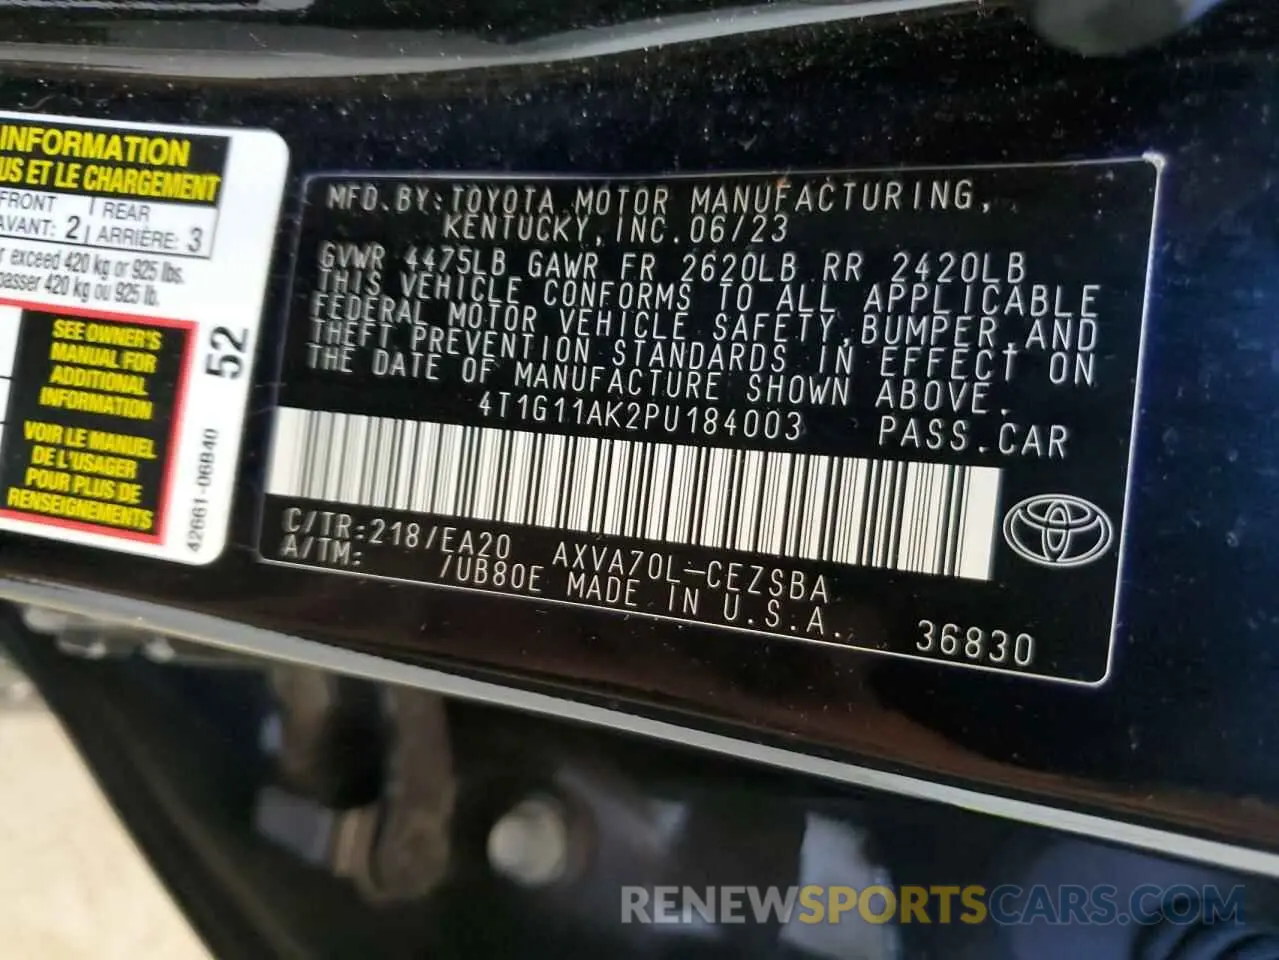 INFORMATION
US ET LE CHARGEMENT
FRONT
AVANT: 2
REAR
ARRIÈRE: 3
exceed 420 kg or 925 lbs.
passer 420 kg ou 925 lb.
SEE OWNER'S
MANUAL FOR
ADDITIONAL
INFORMATION
VOIR LE MANUEL
DE L'USAGER
POUR PLUS DE
RENSEIGNEMENTS
52
42661-06B40
MFD.BY:TOYOTA MOTOR MANUFACTURING,
KENTUCKY,INC.06/23
GVWR 4475LB GAWR FR 2620LB RR 2420LB
THIS VEHICLE CONFORMS TO ALL APPLICABLE
FEDERAL MOTOR VEHICLE SAFETY,BUMPER,AND
THEFT PREVENTION STANDARDS IN EFFECT ON
THE DATE OF MANUFACTURE SHOWN ABOVE.
4T1G11AK2PU184003 PASS.CAR
C/TR:218/EA20 AXVA70L-CEZSBA
A/TM: /UB80E MADE IN U.S.A.
36830
RENEWSPORTSCARS.COM